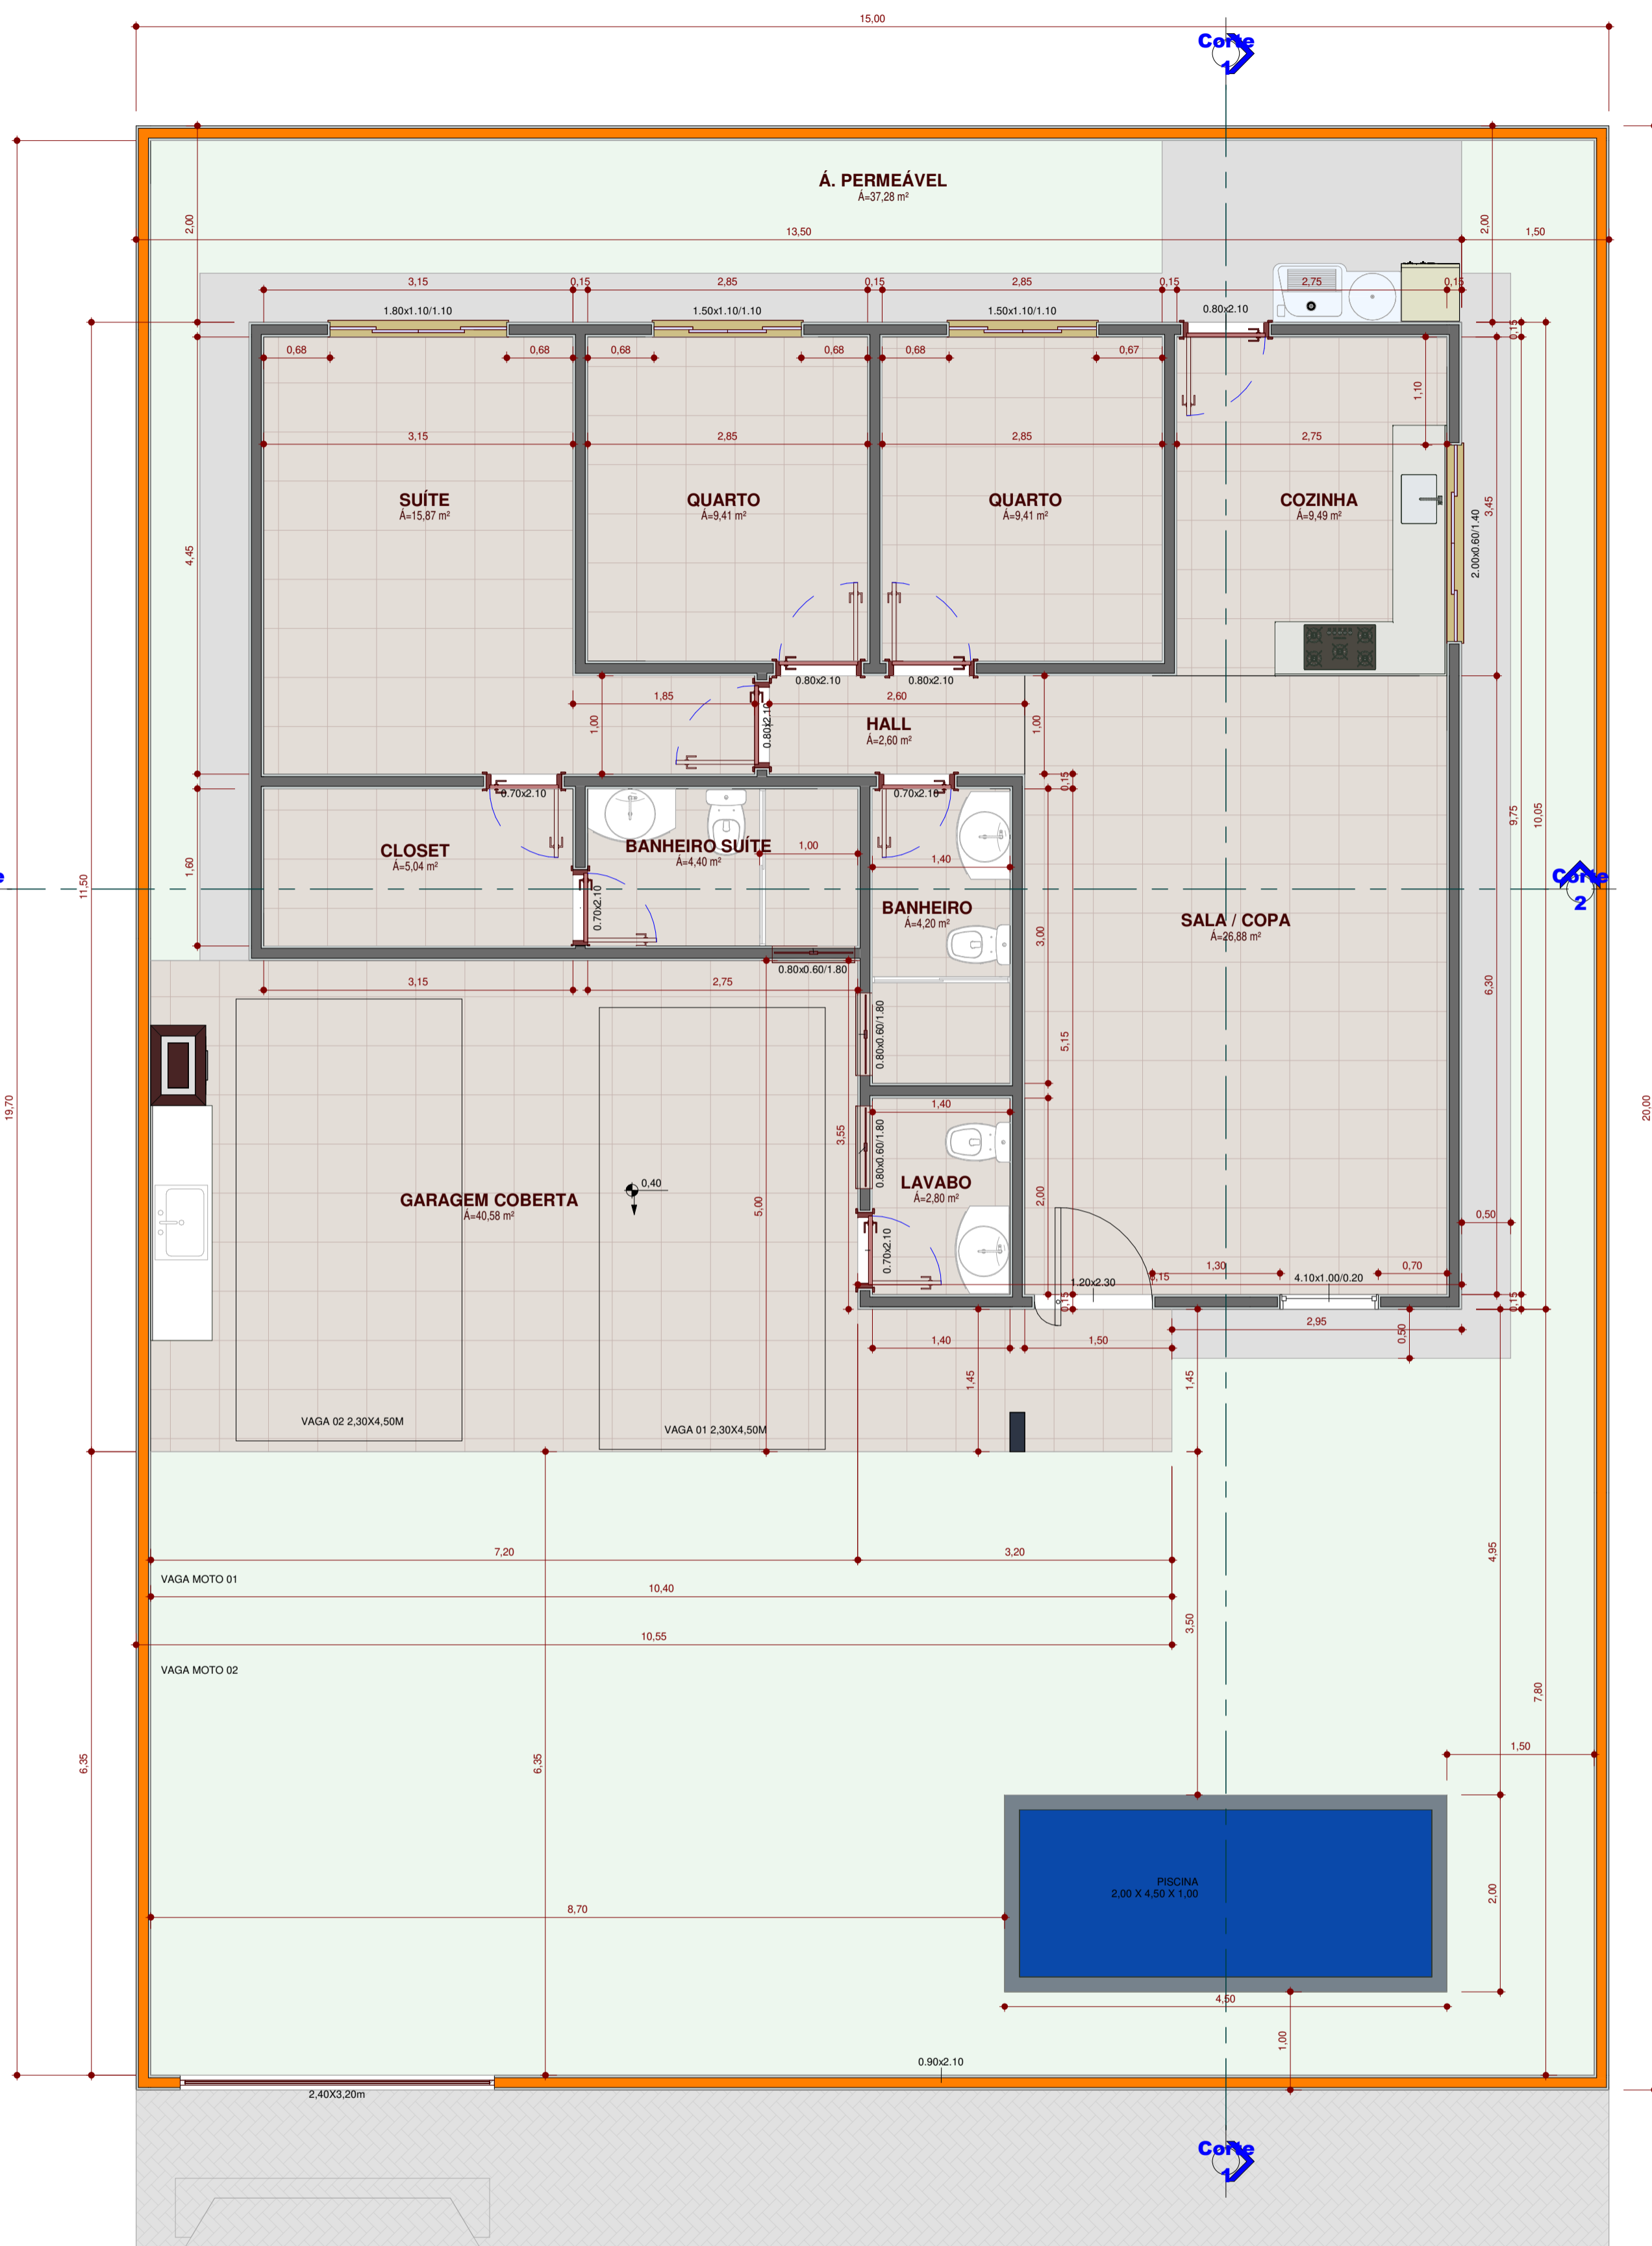 15,00
Corte
1
Á. PERMEÁVEL
Á=37,28 m²
2,00
2,00
13,50
1,50
3,15
0,15
2,85
0,15
2,85
0,15
2,75
0,15
1.80x1.10/1.10
1.50x1.10/1.10
1.50x1.10/1.10
0.80x2.10
0,15
0,68
0,68
0,68
0,68
0,68
0,67
1,10
3,15
2,85
2,85
2,75
SUÍTE
Á=15,87 m²
QUARTO
Á=9,41 m²
QUARTO
Á=9,41 m²
COZINHA
Á=9,49 m²
3,45
2.00x0.60/1.40
4,45
0.80x2.10
0.80x2.10
1,85
2,60
1,00
0.80x2.10
HALL
Á=2,60 m²
1,00
0.70x2.10
0.70x2.10
0,15
9,75
10,05
CLOSET
Á=5,04 m²
BANHEIRO SUÍTE
Á=4,40 m²
1,00
1,40
1,60
11,50
0.70x2.10
BANHEIRO
Á=4,20 m²
SALA / COPA
Á=26,88 m²
Corte
2
e
3,00
0.80x0.60/1.80
3,15
2,75
6,30
5,15
0.80x0.60/1.80
19,70
20,00
1,40
3,55
0.80x0.60/1.80
LAVABO
Á=2,80 m²
GARAGEM COBERTA
Á=40,58 m²
0,40
5,00
2,00
0,50
0.70x2.10
1,30
4.10x1.00/0.20
0,70
1.20x2.30
8,15
0,15
0,15
2,95
1,40
1,50
0,50
1,45
1,45
VAGA 02 2,30X4,50M
VAGA 01 2,30X4,50M
7,20
3,20
4,95
VAGA MOTO 01
10,40
3,50
10,55
VAGA MOTO 02
7,80
1,50
6,35
6,35
PISCINA
2,00 X 4,50 X 1,00
2,00
8,70
4,50
1,00
0.90x2.10
2,40X3,20m
Corte
1